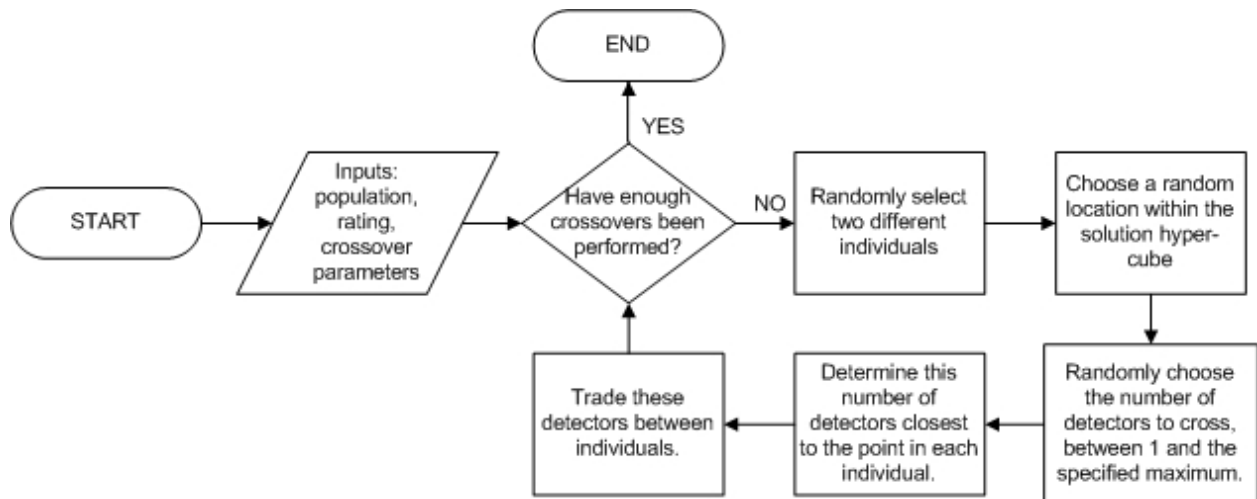 END
YES
START
Inputs:
population,
rating,
crossover
parameters
Have enough
crossovers been
performed?
NO
Randomly select
two different
individuals
Choose a random
location within the
solution hyper-
cube
Randomly choose
the number of
detectors to cross,
between 1 and the
specified maximum.
Determine this
number of
detectors closest
to the point in each
individual.
Trade these
detectors between
individuals.